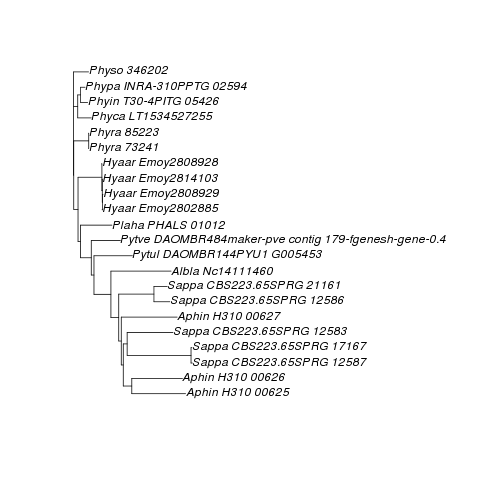 Physo 346202
Phypa INRA-310PPTG 02594
Phyin T30-4PITG 05426
Phyca LT1534527255
Phyra 85223
Phyra 73241
Hyaar Emoy2808928
Hyaar Emoy2814103
Hyaar Emoy2808929
Hyaar Emoy2802885
Plaha PHALS 01012
Pytve DAOMBR484maker-pve contig 179-fgenesh-gene-0.4
Pytul DAOMBR144PYU1 G005453
Albla Nc14111460
Sappa CBS223.65SPRG 21161
Sappa CBS223.65SPRG 12586
Aphin H310 00627
Sappa CBS223.65SPRG 12583
Sappa CBS223.65SPRG 17167
Sappa CBS223.65SPRG 12587
Aphin H310 00626
Aphin H310 00625